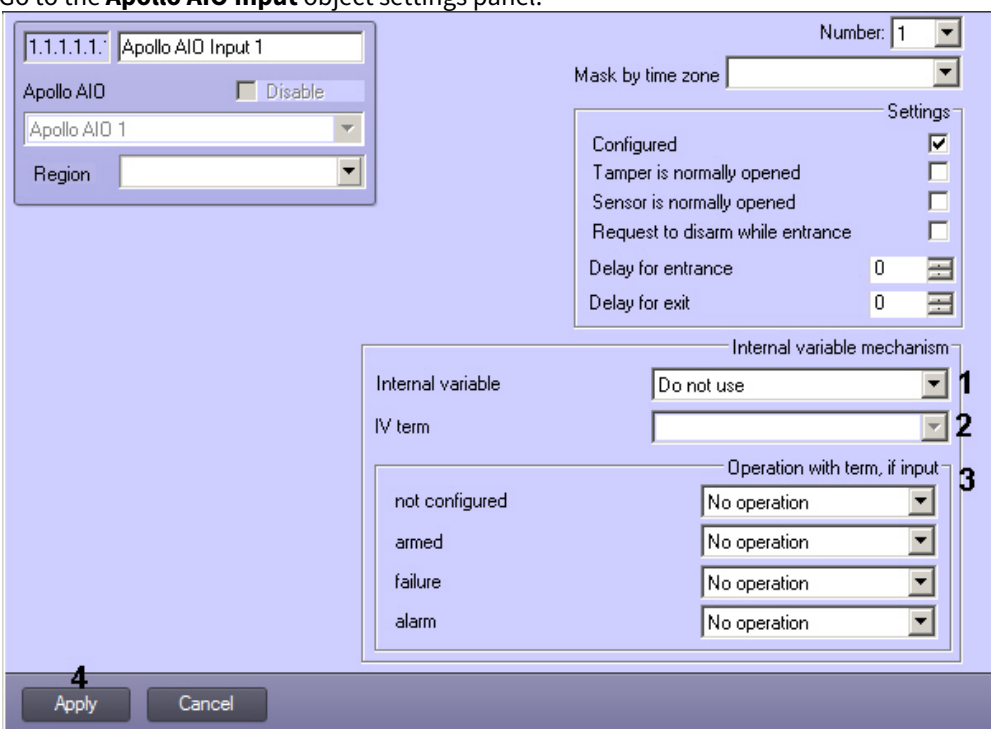 Go to the Apollo AIO Input object settings panel.
1.1.1.1.1 Apollo AIO Input 1
Number: 1
Mask by time zone
Apollo AIO Disable
Apollo AIO 1
Region
Settings
Configured
Tamper is normally opened
Sensor is normally opened
Request to disarm while entrance
Delay for entrance 0
Delay for exit 0
Internal variable mechanism
Internal variable Do not use 1
IV term 2
Operation with term, if input 3
not configured No operation
armed No operation
failure No operation
alarm No operation
4
Apply Cancel